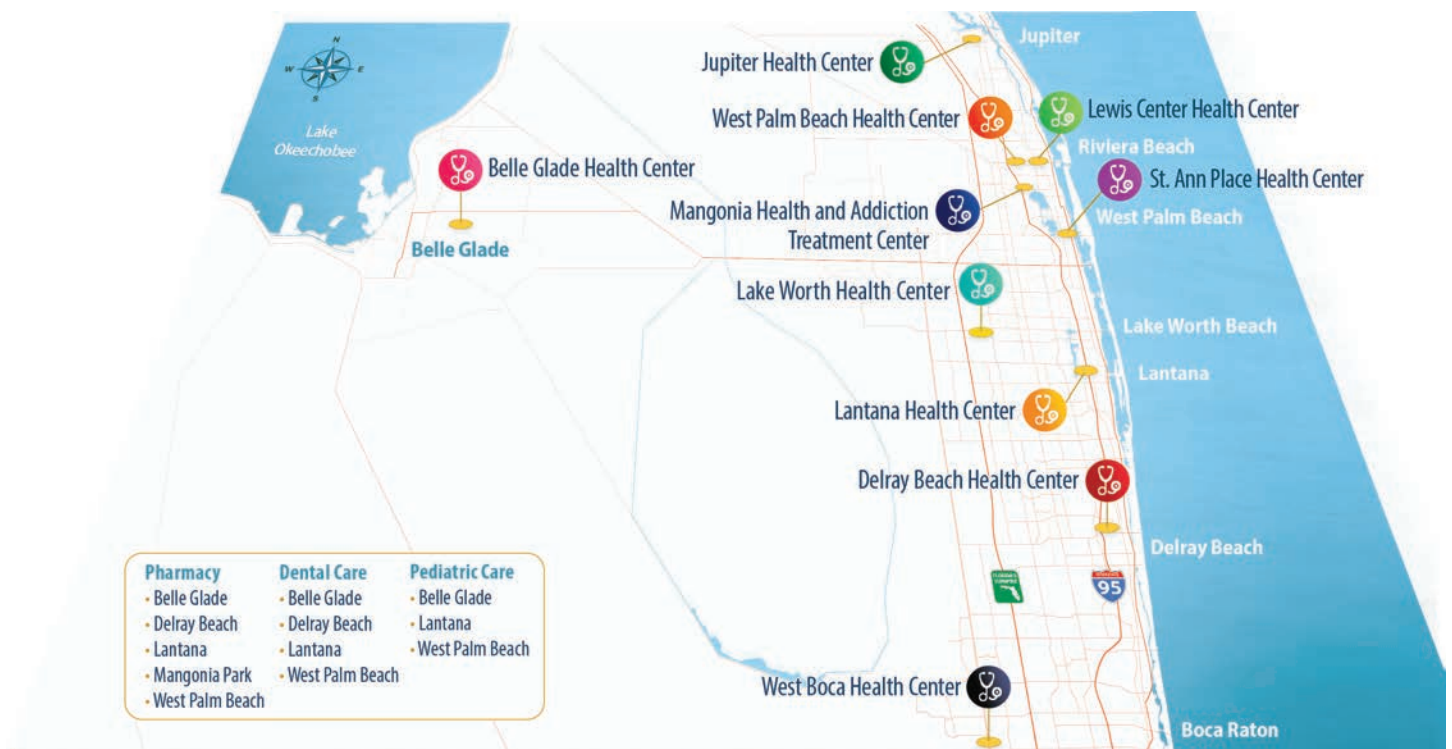 N
W
E
S
Lake
Okeechobee
Jupiter
Jupiter Health Center
West Palm Beach Health Center
Lewis Center Health Center
Riviera Beach
Belle Glade Health Center
St. Ann Place Health Center
Mangonia Health and Addiction
Treatment Center
West Palm Beach
Belle Glade
Lake Worth Health Center
Lake Worth Beach
Lantana
Lantana Health Center
Delray Beach Health Center
Delray Beach
95
Pharmacy
• Belle Glade
• Delray Beach
• Lantana
• Mangonia Park
• West Palm Beach
Dental Care
• Belle Glade
• Delray Beach
• Lantana
• West Palm Beach
Pediatric Care
• Belle Glade
• Lantana
• West Palm Beach
West Boca Health Center
Boca Raton